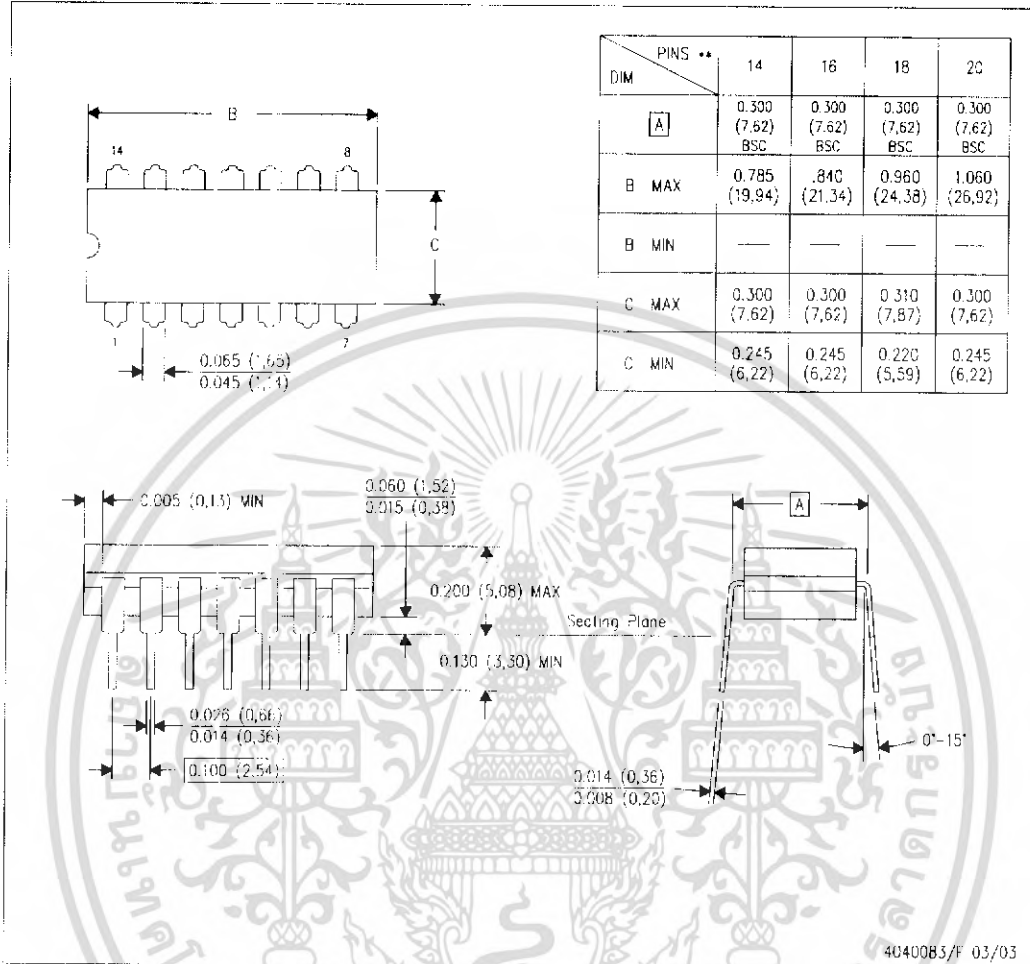 PINS **
DIM
14 16 18 20
A 0.300 (7,62) BSC 0.300 (7,62) BSC 0.300 (7,62) BSC 0.300 (7,62) BSC
B MAX 0.785 (19,94) .840 (21,34) 0.960 (24,38) 1.060 (26,92)
B MIN — — — —
C MAX 0.300 (7,62) 0.300 (7,62) 0.310 (7,87) 0.300 (7,62)
C MIN 0.245 (6,22) 0.245 (6,22) 0.220 (5,59) 0.245 (6,22)
B
14 8
C
1 7
0.065 (1,65)
0.045 (1,14)
0.005 (0,13) MIN
0.060 (1,52)
0.015 (0,38)
A
0.200 (5,08) MAX
Seating Plane
0.130 (3,30) MIN
0.026 (0,66)
0.014 (0,36)
0.100 (2,54)
0°-15°
0.014 (0,36)
0.008 (0,20)
4040083/F 03/03